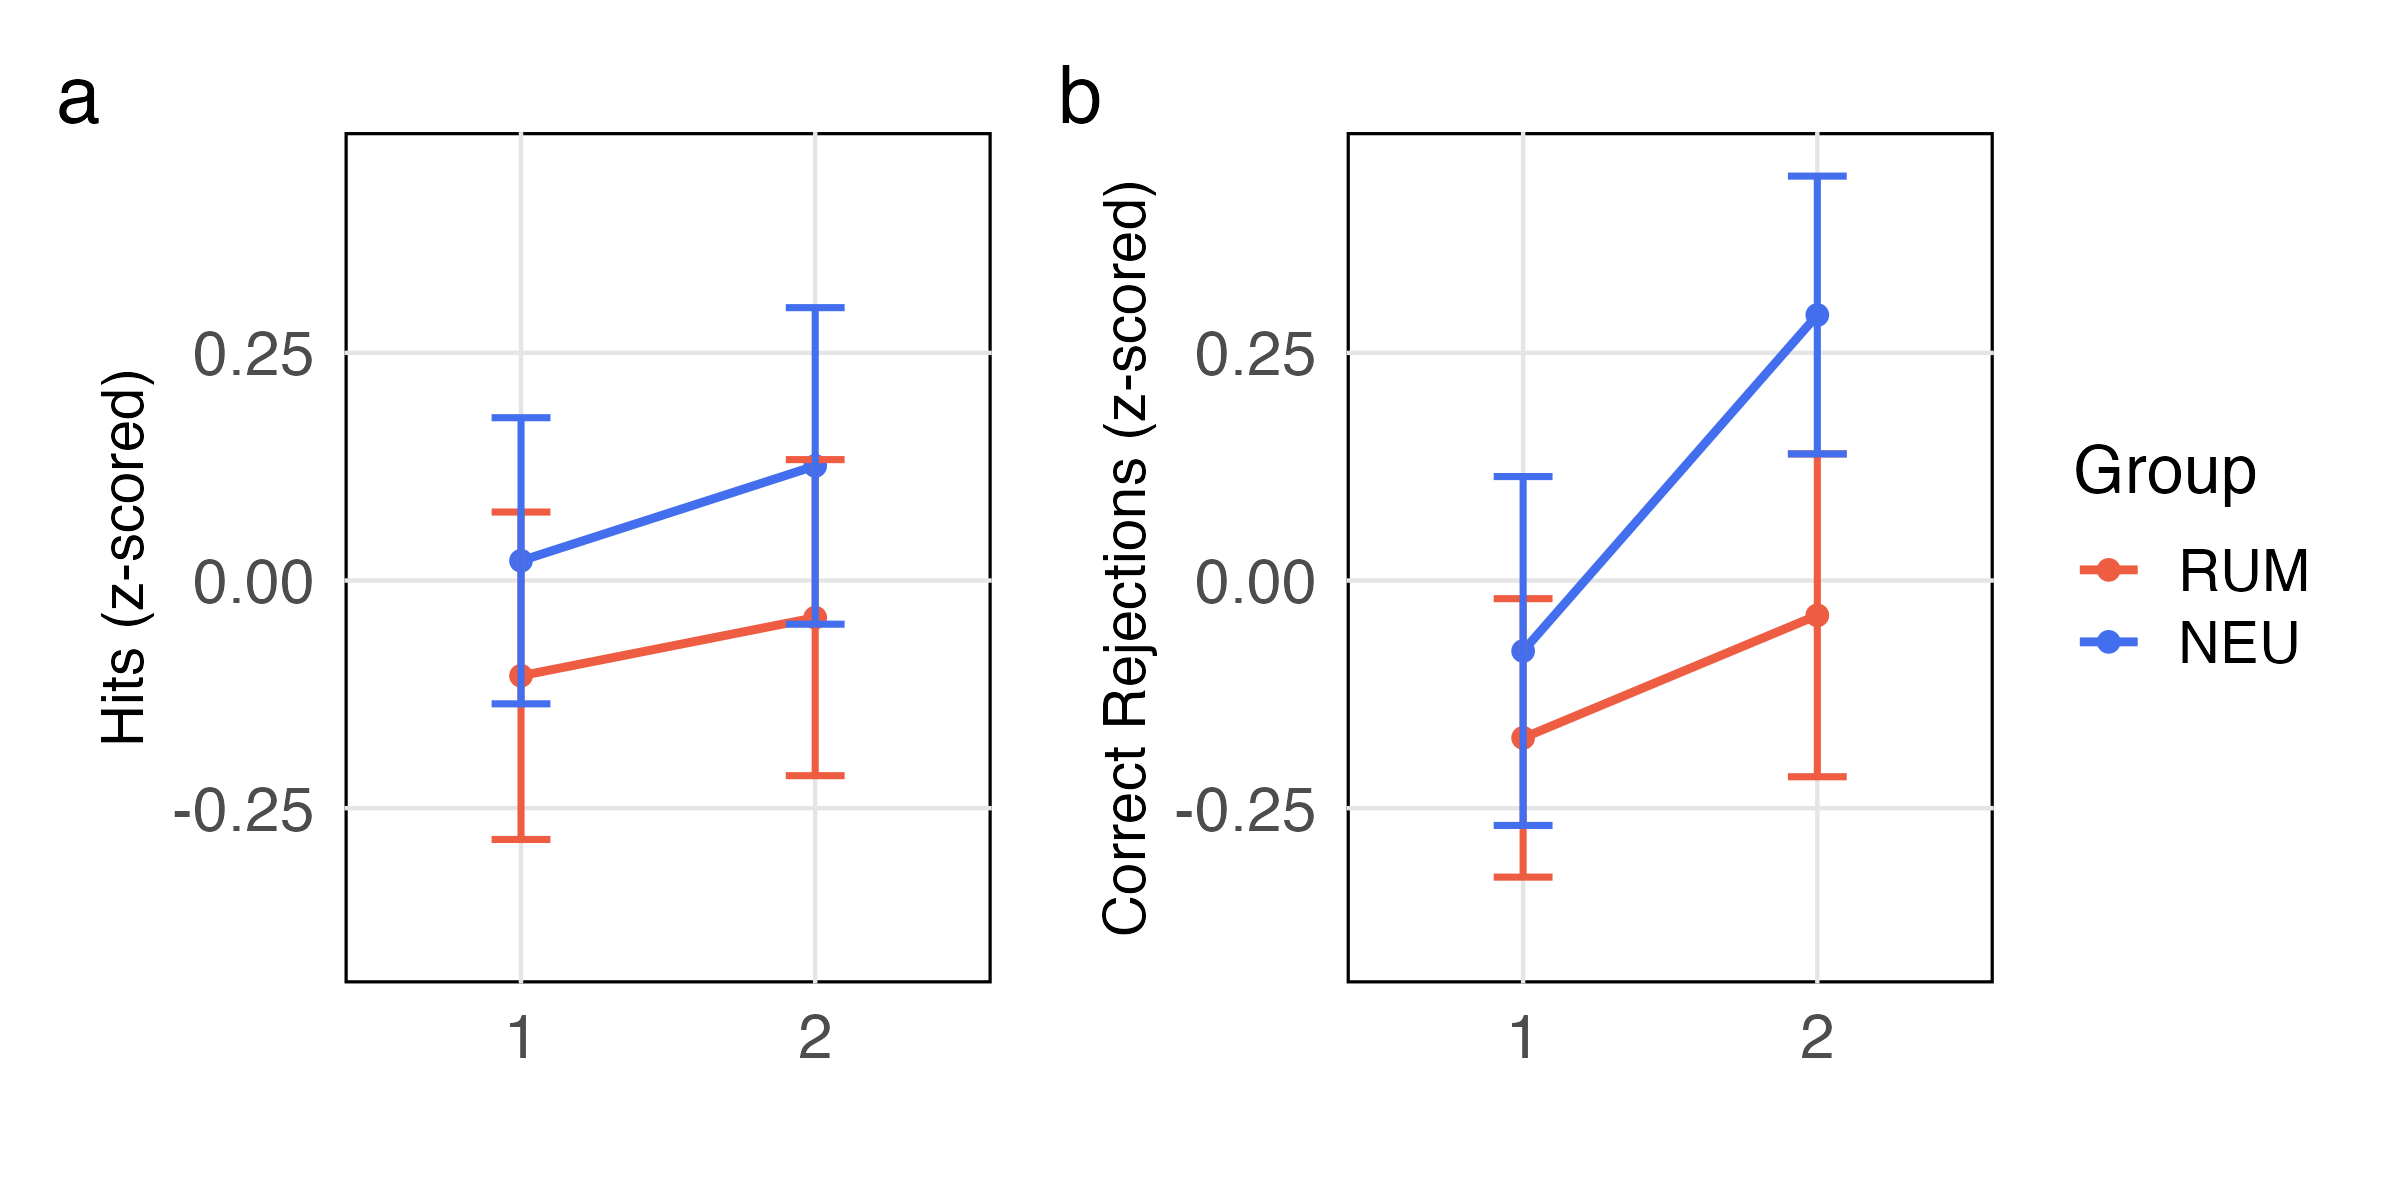 a
Hits (z-scored)
0.25
0.00
-0.25
1 2
b
Correct Rejections (z-scored)
0.25
0.00
-0.25
1 2
Group
RUM
NEU